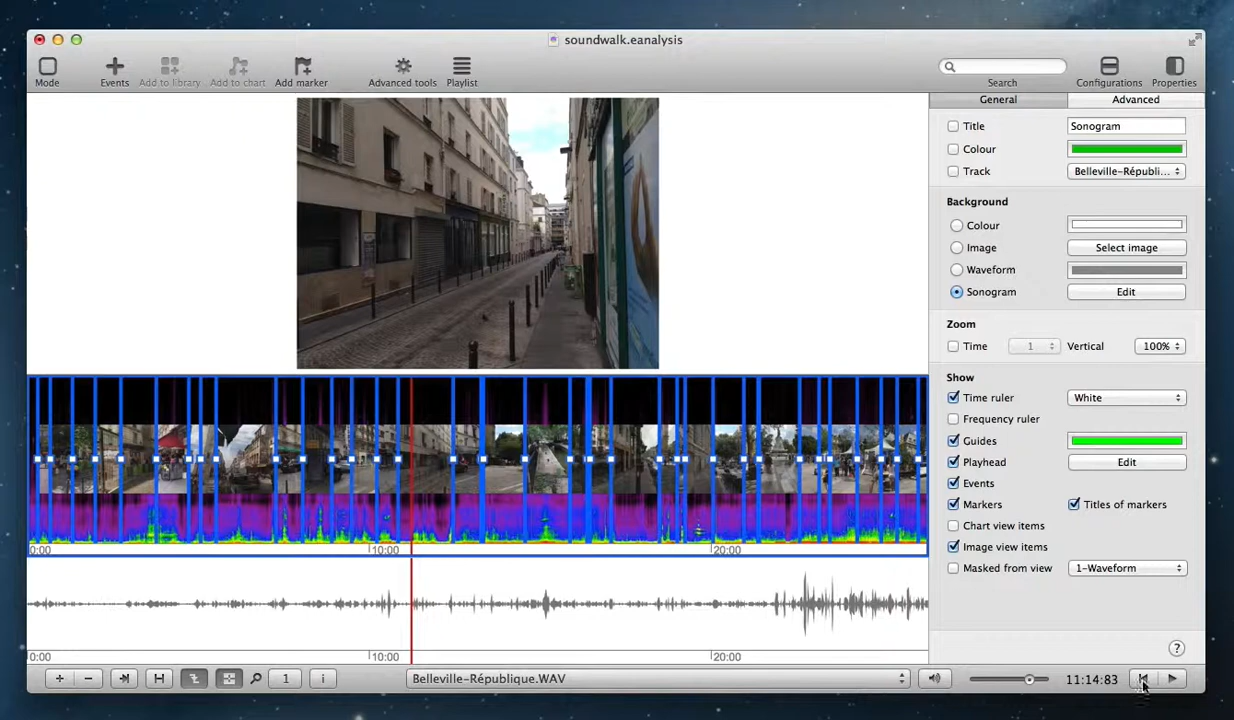 soundwalk.eanalysis
Mode Events Add to library Add to chart Add marker Advanced tools Playlist Search Configurations Properties
General Advanced
Title Sonogram
Colour
Track Belleville-Républi...
Background
Colour
Image Select image
Waveform
Sonogram Edit
Zoom
Time 1 Vertical 100%
Show
Time ruler White
Frequency ruler
Guides
Playhead Edit
Events
Markers Titles of markers
Chart view items
Image view items
Masked from view 1-Waveform
0:00 10:00 20:00
0:00 10:00 20:00
?
+ − H 1 i Belleville-République.WAV 11:14:83